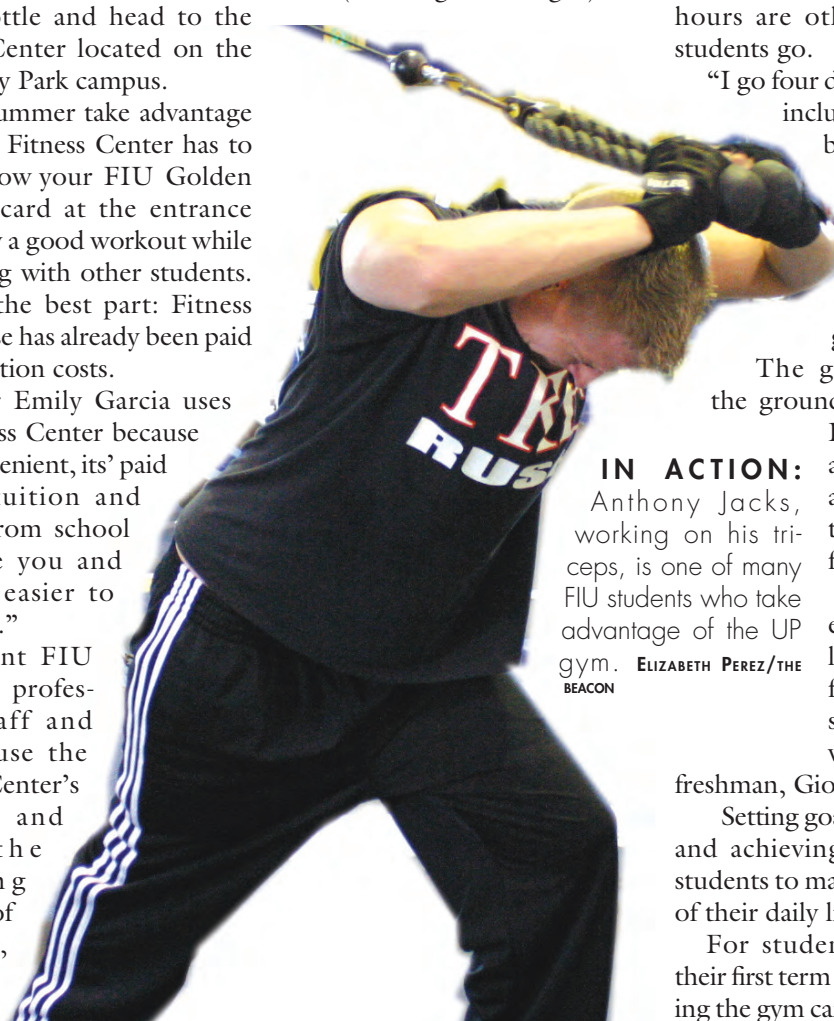 ttle and head to the
Center located on the
y Park campus.
ummer take advantage
Fitness Center has to
ow your FIU Golden
card at the entrance
y a good workout while
g with other students.
the best part: Fitness
se has already been paid
tion costs.
r Emily Garcia uses
ss Center because
enient, its' paid
uition and
rom school
e you and
easier to
."
nt FIU
profes-
aff and
use the
Center's
and
the
ng
of
,
TKE
RUS
IN ACTION:
Anthony Jacks,
working on his tri-
ceps, is one of many
FIU students who take
advantage of the UP
gym. ELIZABETH PEREZ/THE
BEACON
hours are oth
students go.
"I go four d
inclu
b
g
The g
the ground
freshman, Gio
Setting goa
and achieving
students to ma
of their daily li
For studen
their first term
ing the gym ca